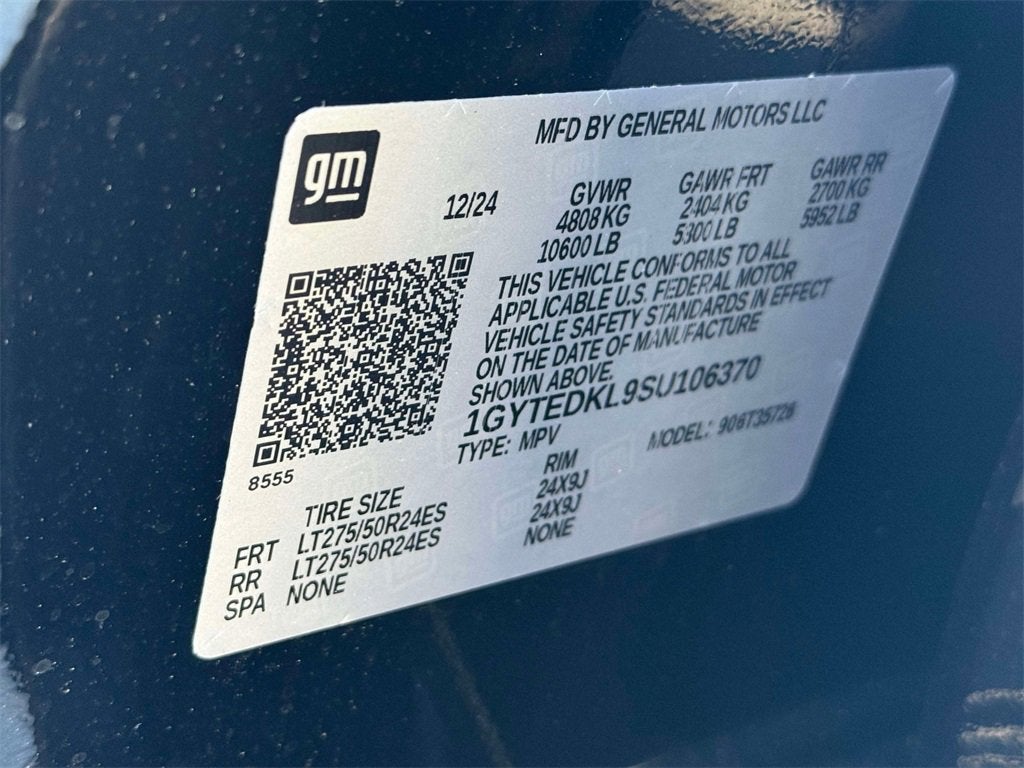 gm
MFD BY GENERAL MOTORS LLC
12/24
GVWR
4808 KG
10600 LB
GAWR FRT
2404 KG
5300 LB
GAWR RR
2700 KG
5952 LB
THIS VEHICLE CONFORMS TO ALL
APPLICABLE U.S. FEDERAL MOTOR
VEHICLE SAFETY STANDARDS IN EFFECT
ON THE DATE OF MANUFACTURE
SHOWN ABOVE.
1GYTEDKL9SU106370
TYPE: MPV
MODEL: 906T35726
8555
TIRE SIZE
RIM
FRT LT275/50R24ES 24X9J
RR LT275/50R24ES 24X9J
SPA NONE NONE